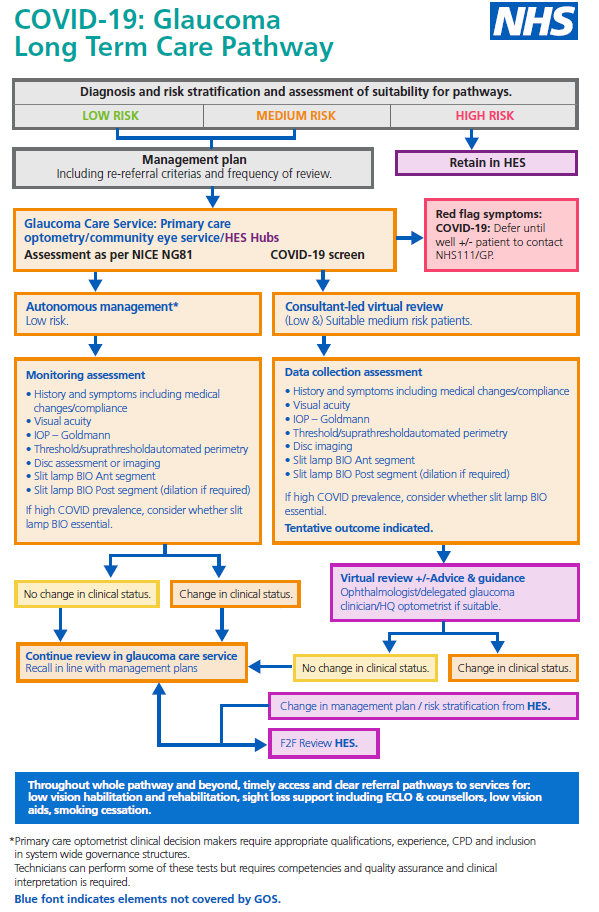 COVID-19: Glaucoma
Long Term Care Pathway
NHS
Diagnosis and risk stratification and assessment of suitability for pathways.
LOW RISK
MEDIUM RISK
HIGH RISK
Management plan
Including re-referral criterias and frequency of review.
Retain in HES
Glaucoma Care Service: Primary care
optometry/community eye service/HES Hubs
Assessment as per NICE NG81
COVID-19 screen
Red flag symptoms:
COVID-19: Defer until
well +/- patient to contact
NHS111/GP.
Autonomous management*
Low risk.
Consultant-led virtual review
(Low &) Suitable medium risk patients.
Monitoring assessment
• History and symptoms including medical
changes/compliance
• Visual acuity
• IOP – Goldmann
• Threshold/suprathresholdautomated perimetry
• Disc assessment or imaging
• Slit lamp BIO Ant segment
• Slit lamp BIO Post segment (dilation if required)
If high COVID prevalence, consider whether slit
lamp BIO essential.
Data collection assessment
• History and symptoms including medical changes/compliance
• Visual acuity
• IOP – Goldmann
• Threshold/suprathresholdautomated perimetry
• Disc imaging
• Slit lamp BIO Ant segment
• Slit lamp BIO Post segment (dilation if required)
If high COVID prevalence, consider whether slit lamp BIO
essential.
Tentative outcome indicated.
No change in clinical status.
Change in clinical status.
Virtual review +/-Advice & guidance
Ophthalmologist/delegated glaucoma
clinician/HQ optometrist if suitable.
Continue review in glaucoma care service
Recall in line with management plans
No change in clinical status.
Change in clinical status.
Change in management plan / risk stratification from HES.
F2F Review HES.
Throughout whole pathway and beyond, timely access and clear referral pathways to services for:
low vision habilitation and rehabilitation, sight loss support including ECLO & counsellors, low vision
aids, smoking cessation.
*Primary care optometrist clinical decision makers require appropriate qualifications, experience, CPD and inclusion
in system wide governance structures.
Technicians can perform some of these tests but requires competencies and quality assurance and clinical
interpretation is required.
Blue font indicates elements not covered by GOS.